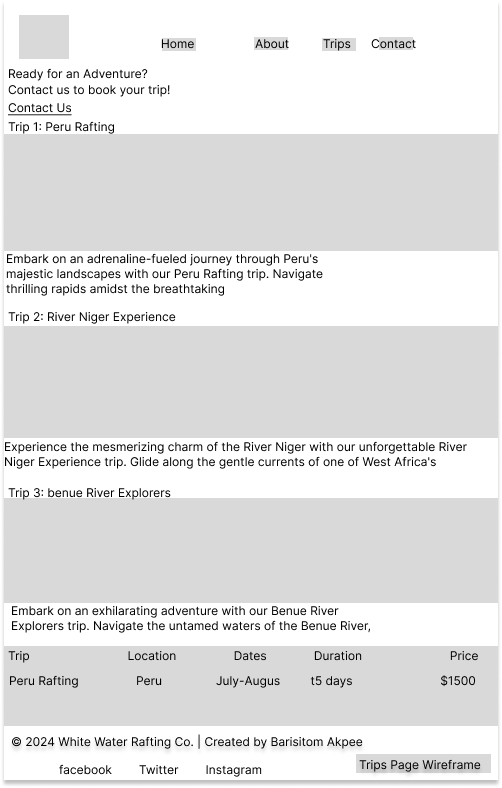 Home About Trips Contact
Ready for an Adventure?
Contact us to book your trip!
Contact Us
Trip 1: Peru Rafting
Embark on an adrenaline-fueled journey through Peru's
majestic landscapes with our Peru Rafting trip. Navigate
thrilling rapids amidst the breathtaking
Trip 2: River Niger Experience
Experience the mesmerizing charm of the River Niger with our unforgettable River
Niger Experience trip. Glide along the gentle currents of one of West Africa's
Trip 3: benue River Explorers
Embark on an exhilarating adventure with our Benue River
Explorers trip. Navigate the untamed waters of the Benue River,
Trip Location Dates Duration Price
Peru Rafting Peru July-Augus t5 days $1500
© 2024 White Water Rafting Co. | Created by Barisitom Akpee
facebook Twitter Instagram
Trips Page Wireframe